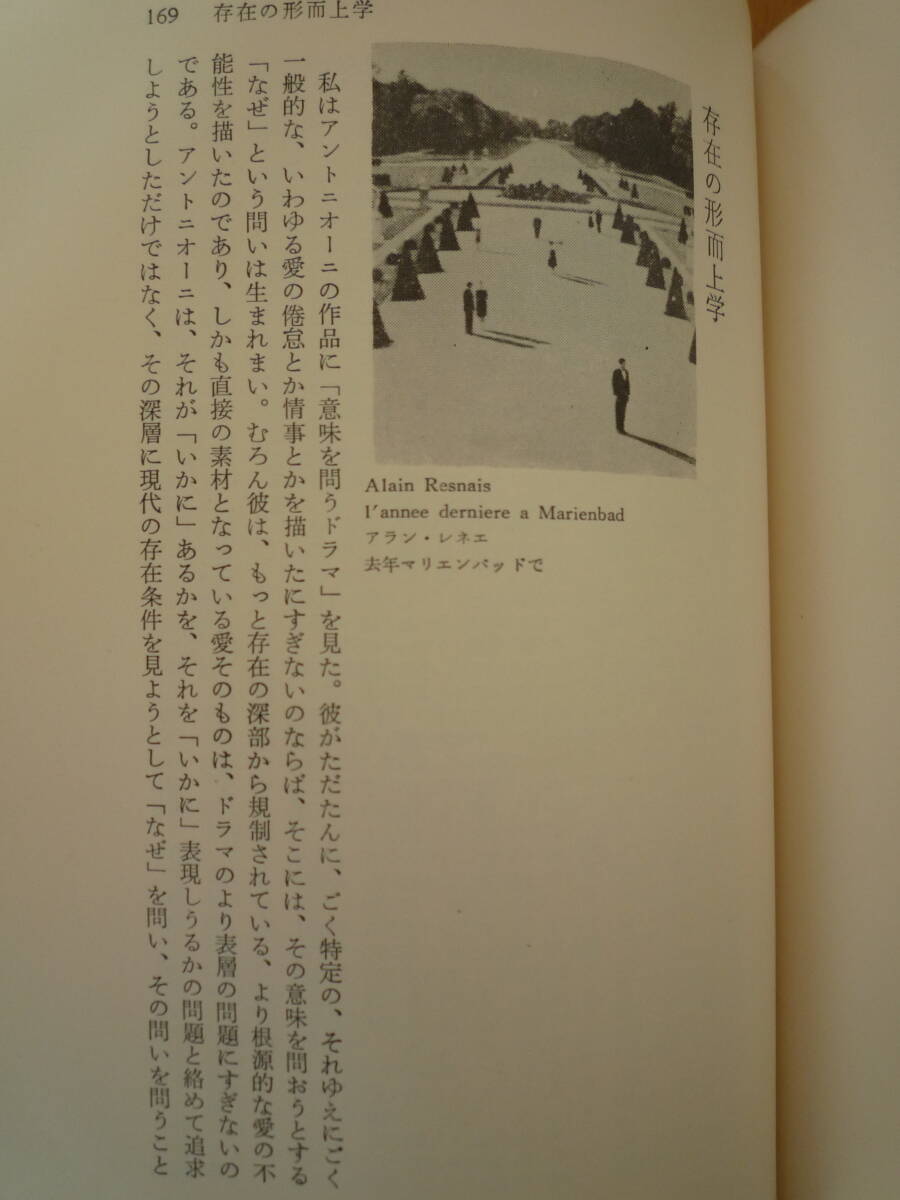 169 存在の形而上学
存在の形而上学
Alain Resnais
l'annee derniere a Marienbad
アラン・レネエ
去年マリエンバッドで
私はアントニオーニの作品に「意味を問うドラマ」を見た。彼がただたんに、ごく特定の、それゆえにごく
一般的な、いわゆる愛の倦怠とか情事とかを描いたにすぎないのならば、そこには、その意味を問おうとする
「なぜ」という問いは生まれまい。むろん彼は、もっと存在の深部から規制されている、より根源的な愛の不
能性を描いたのであり、しかも直接の素材となっている愛そのものは、ドラマのより表層の問題にすぎないの
である。アントニオーニは、それが「いかに」あるかを、それを「いかに」表現しうるかの問題と絡めて追求
しようとしただけではなく、その深層に現代の存在条件を見ようとして「なぜ」を問い、その問いを問うこと